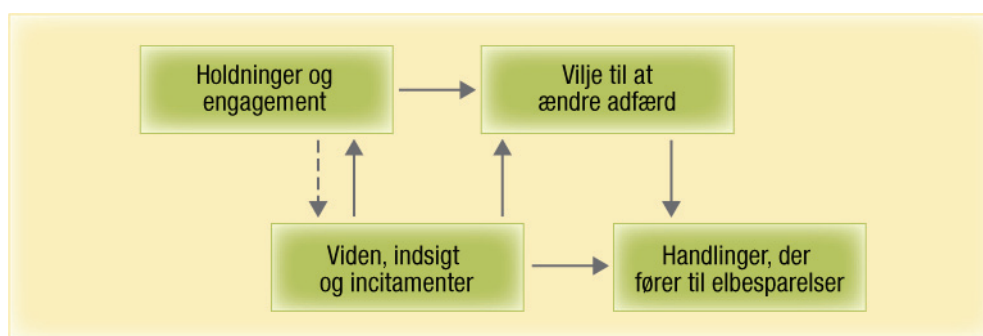 Holdninger og
engagement
Vilje til at
ændre adfærd
Viden, indsigt
og incitamenter
Handlinger, der
fører til elbesparelser